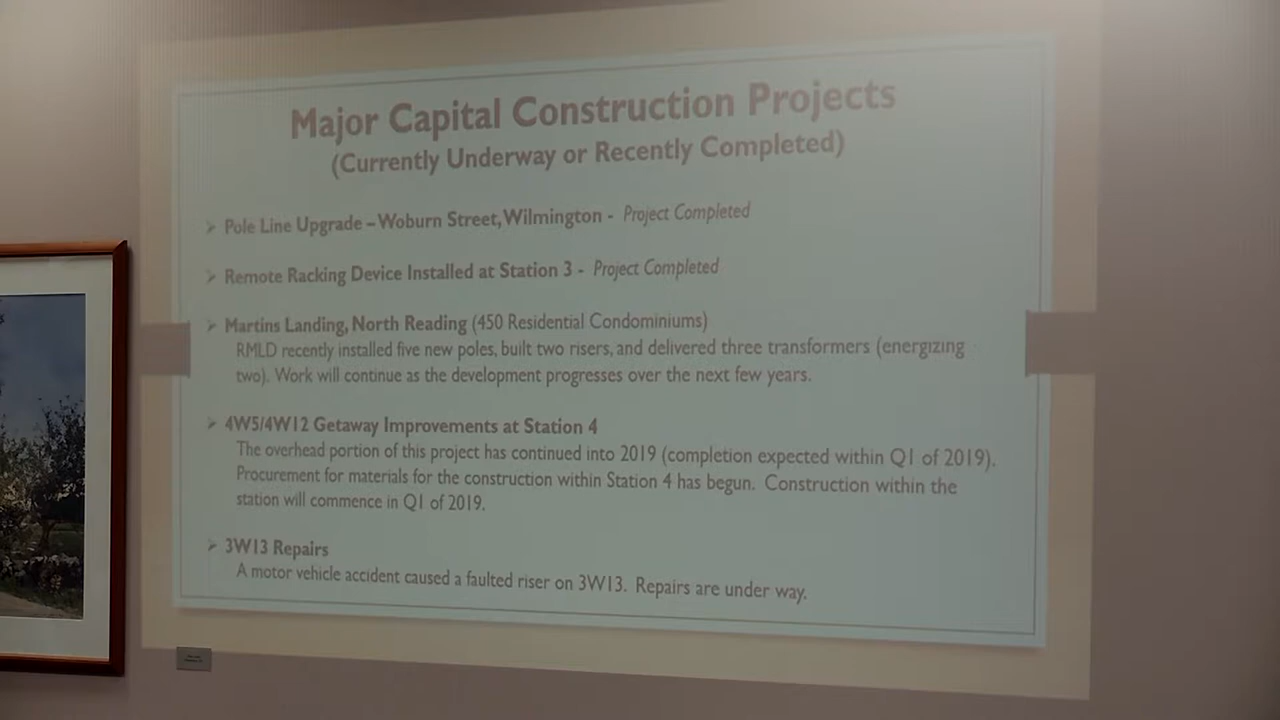 Major Capital Construction Projects
(Currently Underway or Recently Completed)
➢ Pole Line Upgrade – Woburn Street, Wilmington - Project Completed
➢ Remote Racking Device Installed at Station 3 - Project Completed
➢ Martins Landing, North Reading (450 Residential Condominiums)
RMLD recently installed five new poles, built two risers, and delivered three transformers (energizing
two). Work will continue as the development progresses over the next few years.
➢ 4W5/4W12 Getaway Improvements at Station 4
The overhead portion of this project has continued into 2019 (completion expected within Q1 of 2019).
Procurement for materials for the construction within Station 4 has begun. Construction within the
station will commence in Q1 of 2019.
➢ 3W13 Repairs
A motor vehicle accident caused a faulted riser on 3W13. Repairs are under way.